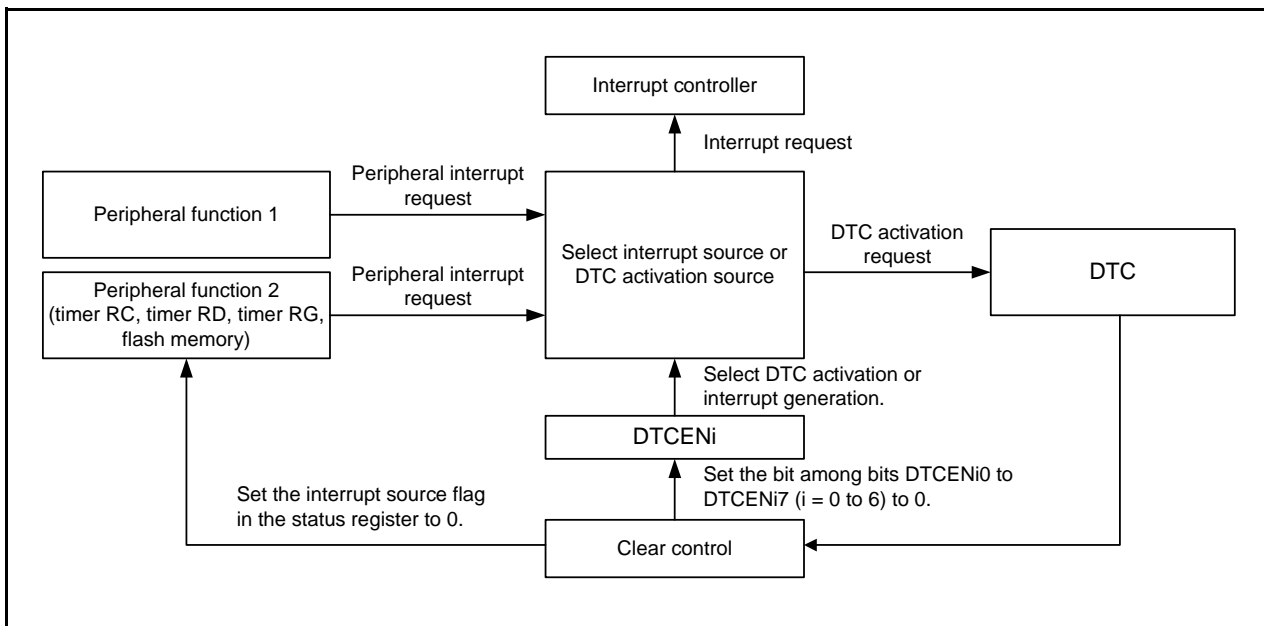 Interrupt controller
Interrupt request
Peripheral interrupt
request
Peripheral function 1
Select interrupt source or
DTC activation source
DTC activation
request
DTC
Peripheral function 2
(timer RC, timer RD, timer RG,
flash memory)
Peripheral interrupt
request
Select DTC activation or
interrupt generation.
DTCENi
Set the interrupt source flag
in the status register to 0.
Set the bit among bits DTCENi0 to
DTCENi7 (i = 0 to 6) to 0.
Clear control